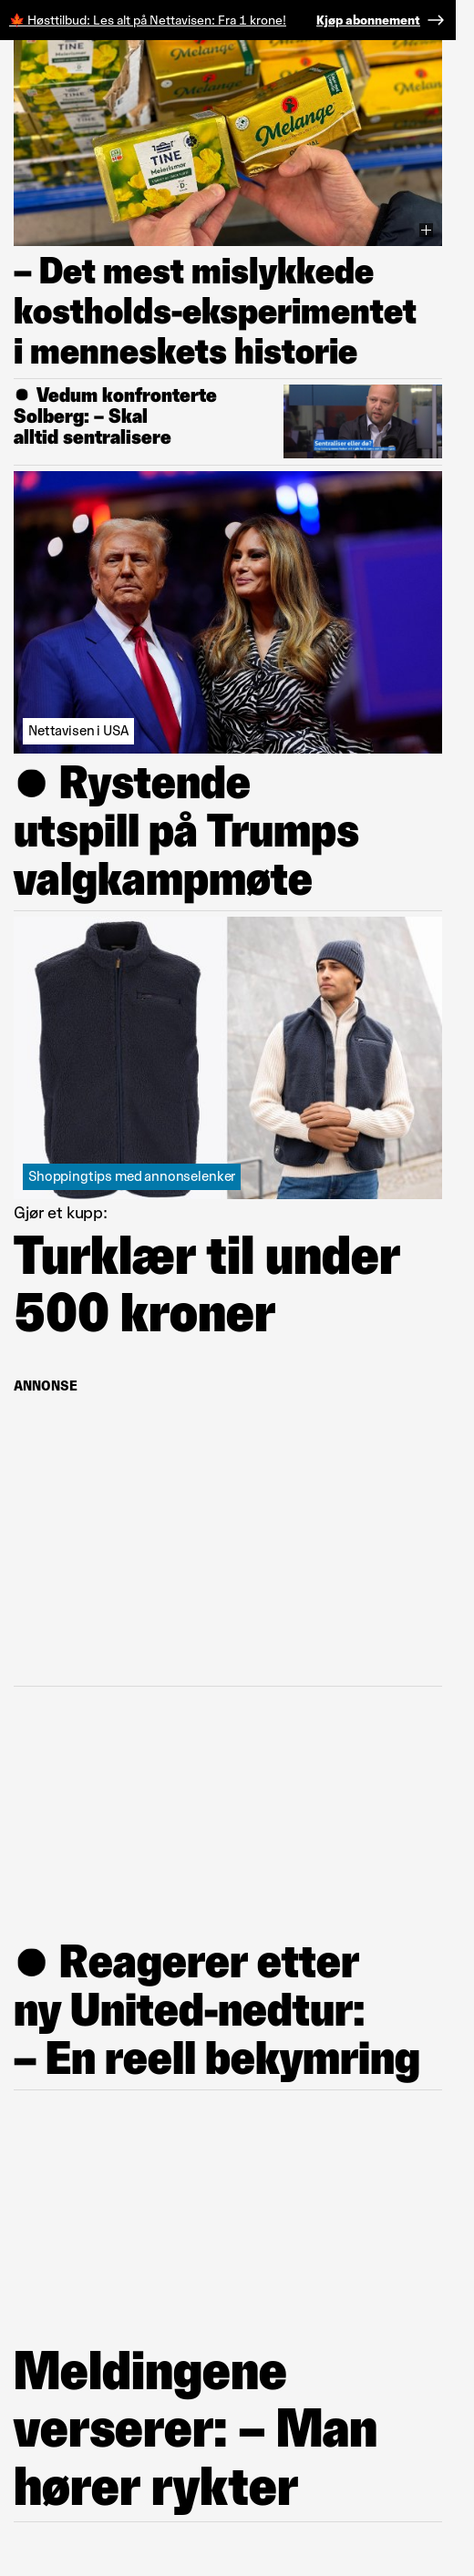 🍁 Høsttilbud: Les alt på Nettavisen: Fra 1 krone! Kjøp abonnement →
TINE Melange
Meierismør
Melange
– Det mest mislykkede
kostholds-eksperimentet
i menneskets historie
Vedum konfronterte
Solberg: – Skal
alltid sentralisere
Sentraliser eller dø?
Nettavisen i USA
Rystende
utspill på Trumps
valgkampmøte
Shoppingtips med annonselenker
Gjør et kupp:
Turklær til under
500 kroner
ANNONSE
Reagerer etter
ny United-nedtur:
– En reell bekymring
Meldingene
verserer: – Man
hører rykter